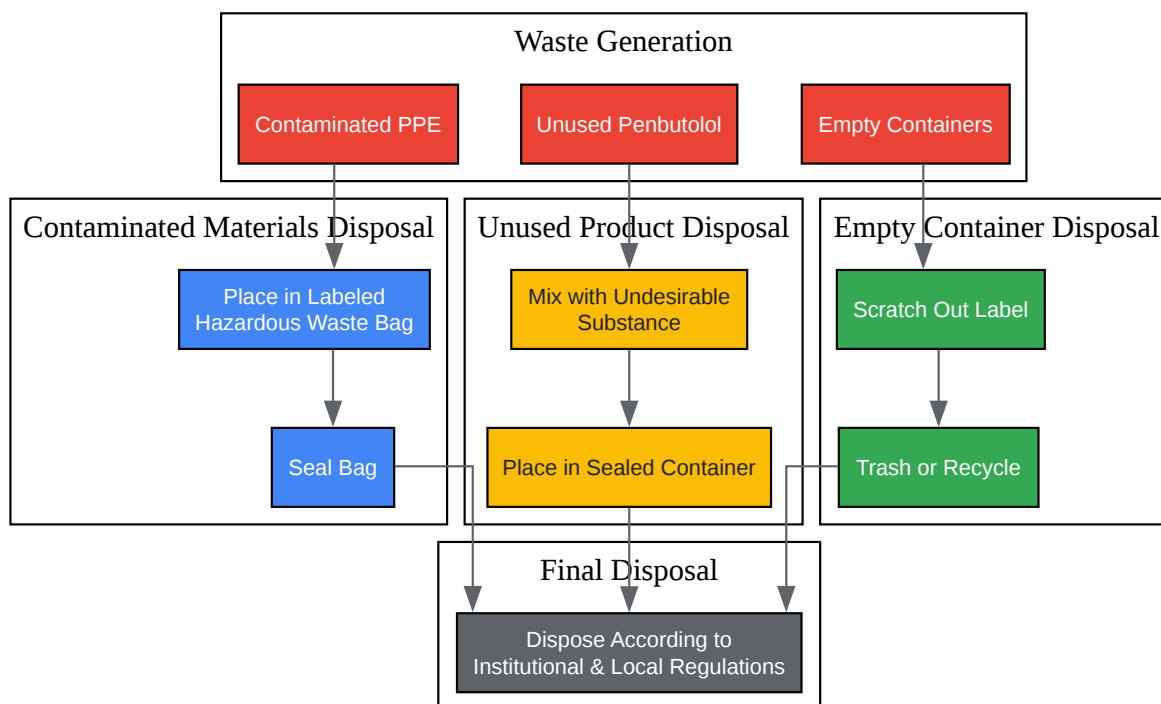 Waste Generation
Contaminated PPE
Unused Penbutolol
Empty Containers
Contaminated Materials Disposal
Unused Product Disposal
Empty Container Disposal
Place in Labeled
Hazardous Waste Bag
Mix with Undesirable
Substance
Scratch Out Label
Seal Bag
Place in Sealed Container
Trash or Recycle
Final Disposal
Dispose According to
Institutional & Local Regulations